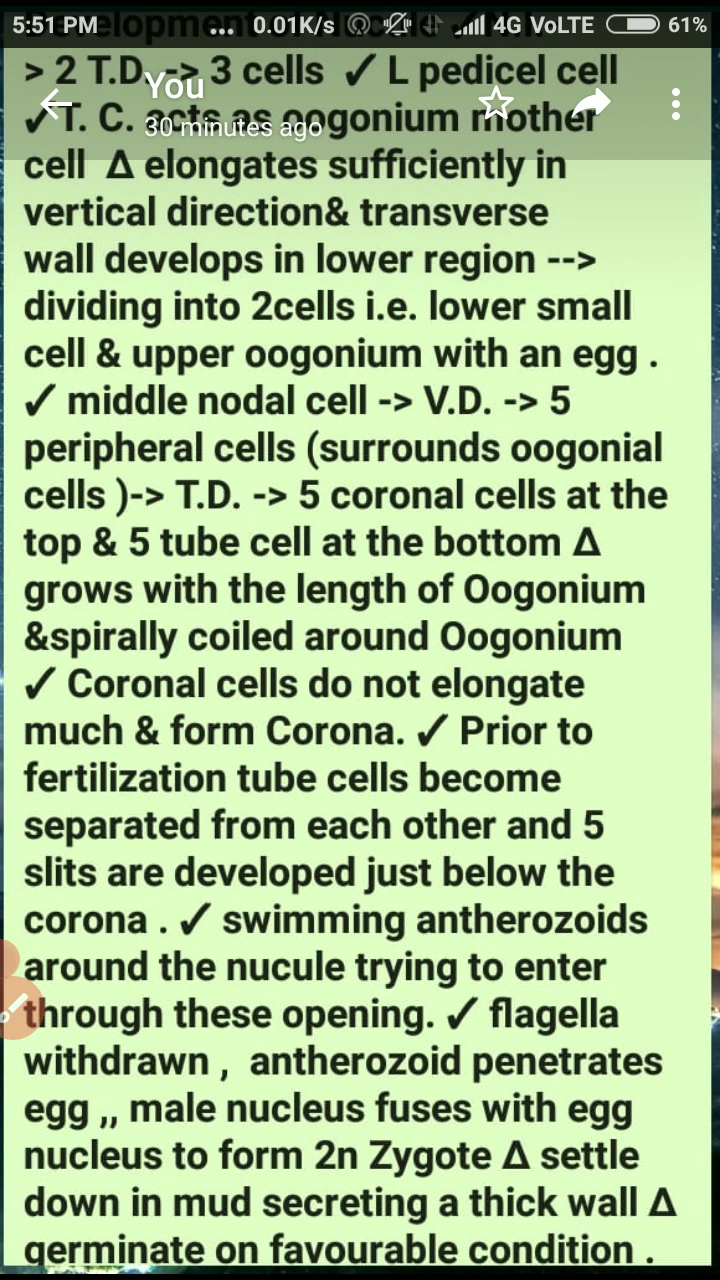 5:51 PM ... 0.01K/s 4G VoLTE 61%
Development
> 2 T.D. -> 3 cells ✓ L pedicel cell
You
✓ T. C. acts as oogonium mother
30 minutes ago
cell Δ elongates sufficiently in
vertical direction& transverse
wall develops in lower region -->
dividing into 2cells i.e. lower small
cell & upper oogonium with an egg .
✓ middle nodal cell -> V.D. -> 5
peripheral cells (surrounds oogonial
cells )-> T.D. -> 5 coronal cells at the
top & 5 tube cell at the bottom Δ
grows with the length of Oogonium
&spirally coiled around Oogonium
✓ Coronal cells do not elongate
much & form Corona. ✓ Prior to
fertilization tube cells become
separated from each other and 5
slits are developed just below the
corona . ✓ swimming antherozoids
around the nucule trying to enter
through these opening. ✓ flagella
withdrawn , antherozoid penetrates
egg ,, male nucleus fuses with egg
nucleus to form 2n Zygote Δ settle
down in mud secreting a thick wall Δ
germinate on favourable condition .